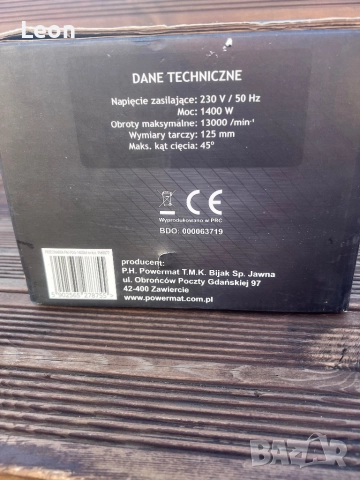 Leon
DANE TECHNICZNE
Napięcie zasilające: 230 V / 50 Hz
Moc: 1400 W
Obroty maksymalne: 13000 /min⁻¹
Wymiary tarczy: 125 mm
Maks. kąt cięcia: 45°
CE
Wyprodukowano w PRC
BDO: 000063719
producent:
P.H. Powermat T.M.K. Bijak Sp. Jawna
ul. Obrońców Poczty Gdańskiej 97
42-400 Zawiercie
www.powermat.com.pl
BAZAR